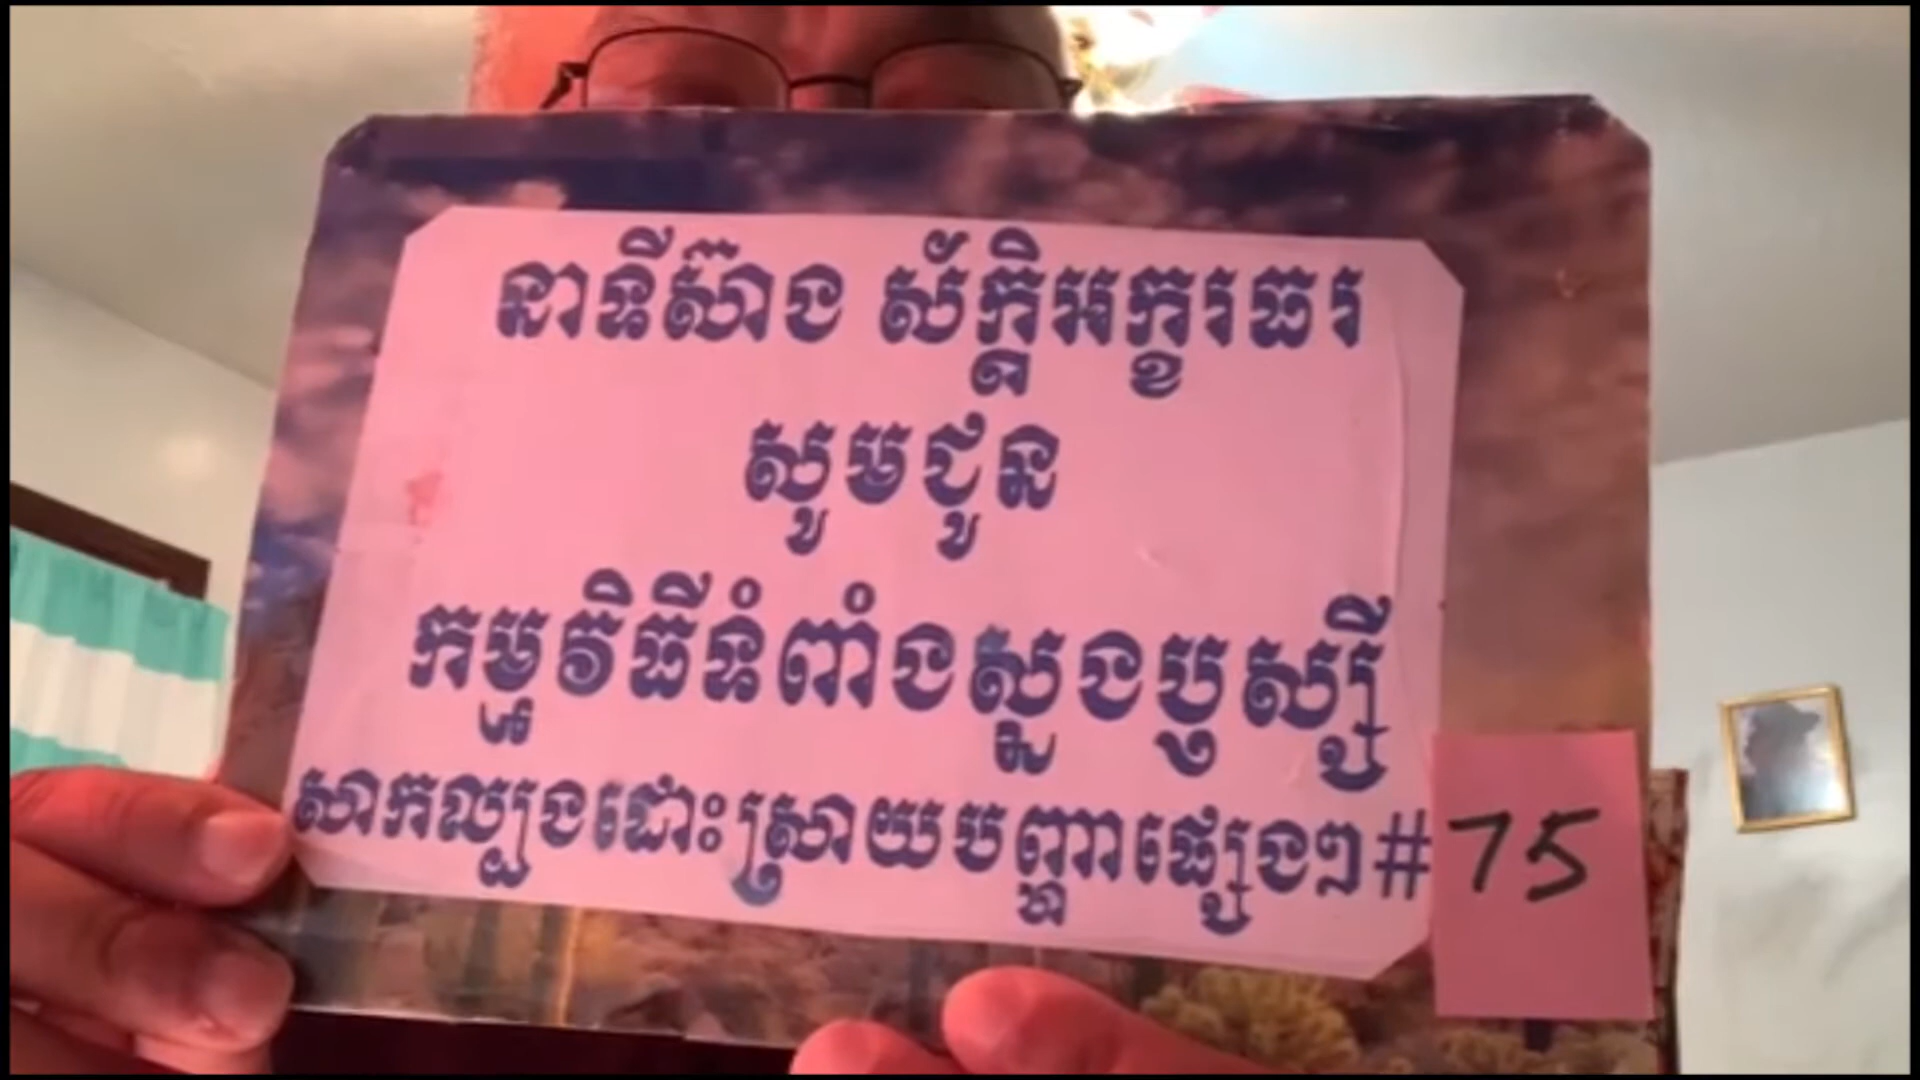 នាទីស៊ាង ស័ក្តិអក្ខរធរ
សូមជូន
កម្មវិធីទំពាំងស្នងឫស្សី
សាកល្បងដោះស្រាយបញ្ហាផ្សេងៗ#75